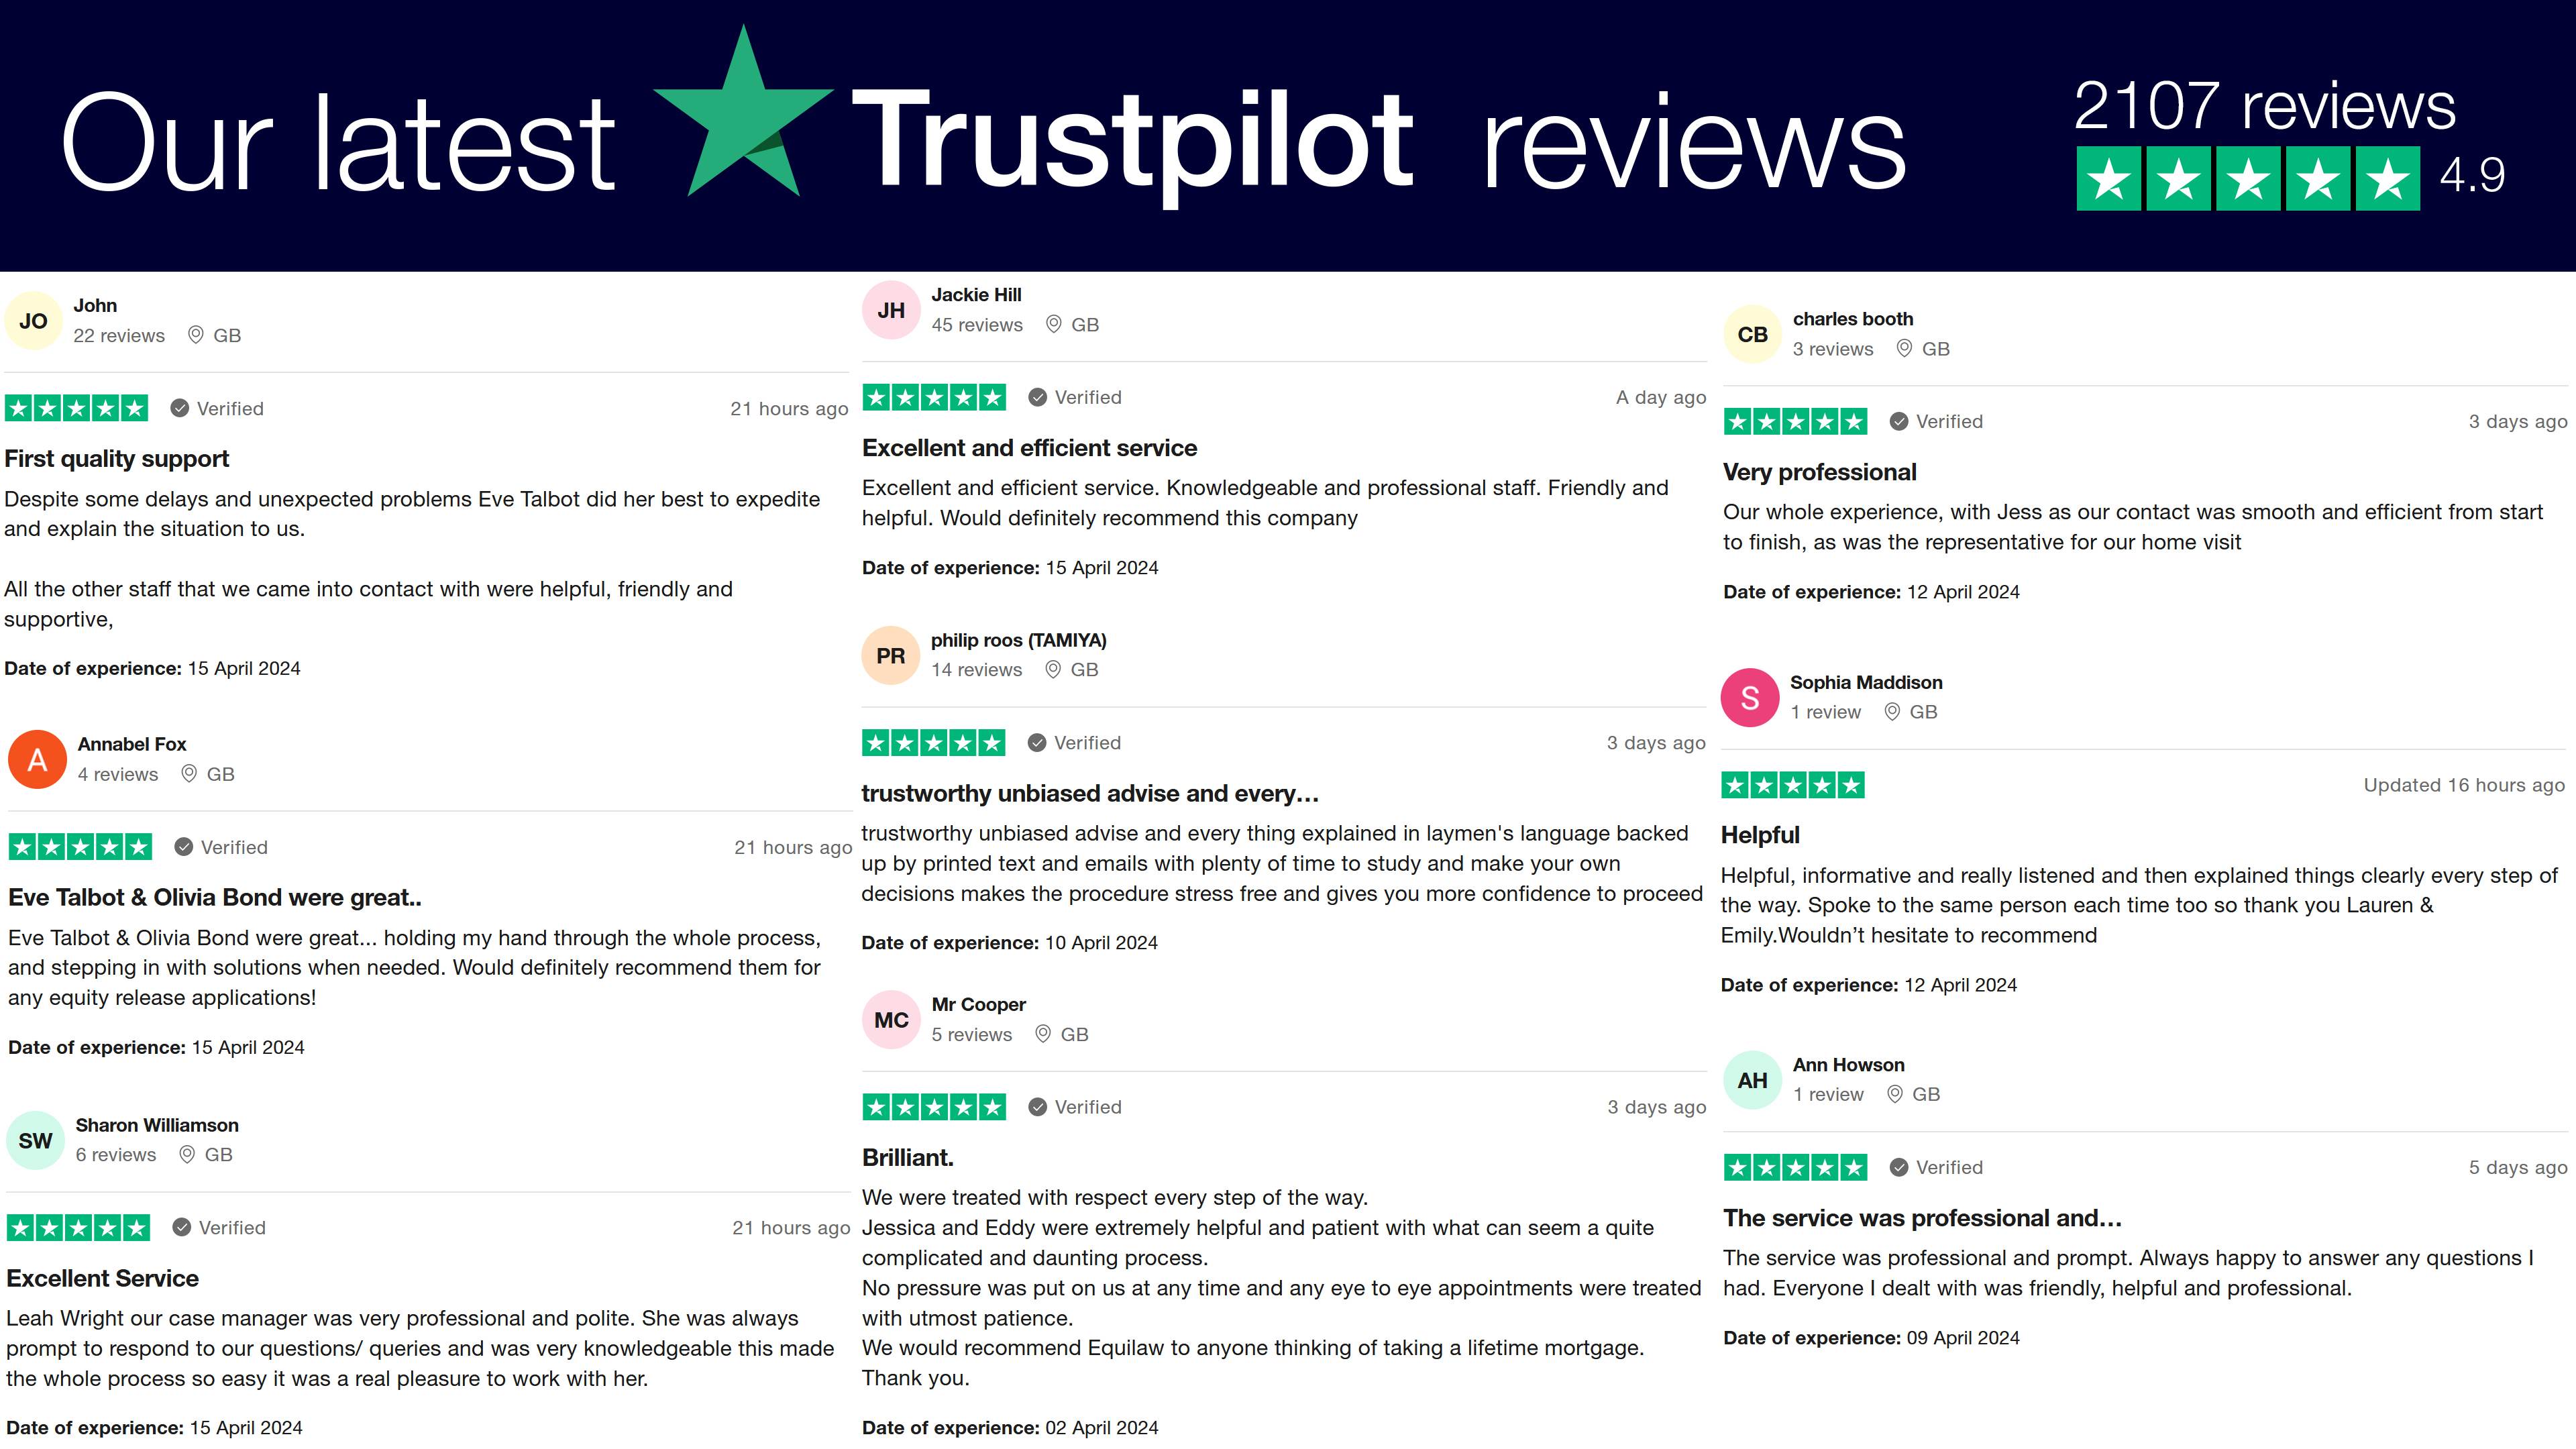 Our latest Trustpilot reviews
2107 reviews
4.9
JO
John
22 reviews GB
Verified 21 hours ago
First quality support
Despite some delays and unexpected problems Eve Talbot did her best to expedite
and explain the situation to us.
All the other staff that we came into contact with were helpful, friendly and
supportive,
Date of experience: 15 April 2024
A
Annabel Fox
4 reviews GB
Verified 21 hours ago
Eve Talbot & Olivia Bond were great..
Eve Talbot & Olivia Bond were great... holding my hand through the whole process,
and stepping in with solutions when needed. Would definitely recommend them for
any equity release applications!
Date of experience: 15 April 2024
SW
Sharon Williamson
6 reviews GB
Verified 21 hours ago
Excellent Service
Leah Wright our case manager was very professional and polite. She was always
prompt to respond to our questions/ queries and was very knowledgeable this made
the whole process so easy it was a real pleasure to work with her.
Date of experience: 15 April 2024
JH
Jackie Hill
45 reviews GB
Verified A day ago
Excellent and efficient service
Excellent and efficient service. Knowledgeable and professional staff. Friendly and
helpful. Would definitely recommend this company
Date of experience: 15 April 2024
PR
philip roos (TAMIYA)
14 reviews GB
Verified 3 days ago
trustworthy unbiased advise and every…
trustworthy unbiased advise and every thing explained in laymen's language backed
up by printed text and emails with plenty of time to study and make your own
decisions makes the procedure stress free and gives you more confidence to proceed
Date of experience: 10 April 2024
MC
Mr Cooper
5 reviews GB
Verified 3 days ago
Brilliant.
We were treated with respect every step of the way.
Jessica and Eddy were extremely helpful and patient with what can seem a quite
complicated and daunting process.
No pressure was put on us at any time and any eye to eye appointments were treated
with utmost patience.
We would recommend Equilaw to anyone thinking of taking a lifetime mortgage.
Thank you.
Date of experience: 02 April 2024
CB
charles booth
3 reviews GB
Verified 3 days ago
Very professional
Our whole experience, with Jess as our contact was smooth and efficient from start
to finish, as was the representative for our home visit
Date of experience: 12 April 2024
S
Sophia Maddison
1 review GB
Updated 16 hours ago
Helpful
Helpful, informative and really listened and then explained things clearly every step of
the way. Spoke to the same person each time too so thank you Lauren &
Emily.Wouldn’t hesitate to recommend
Date of experience: 12 April 2024
AH
Ann Howson
1 review GB
Verified 5 days ago
The service was professional and…
The service was professional and prompt. Always happy to answer any questions I
had. Everyone I dealt with was friendly, helpful and professional.
Date of experience: 09 April 2024